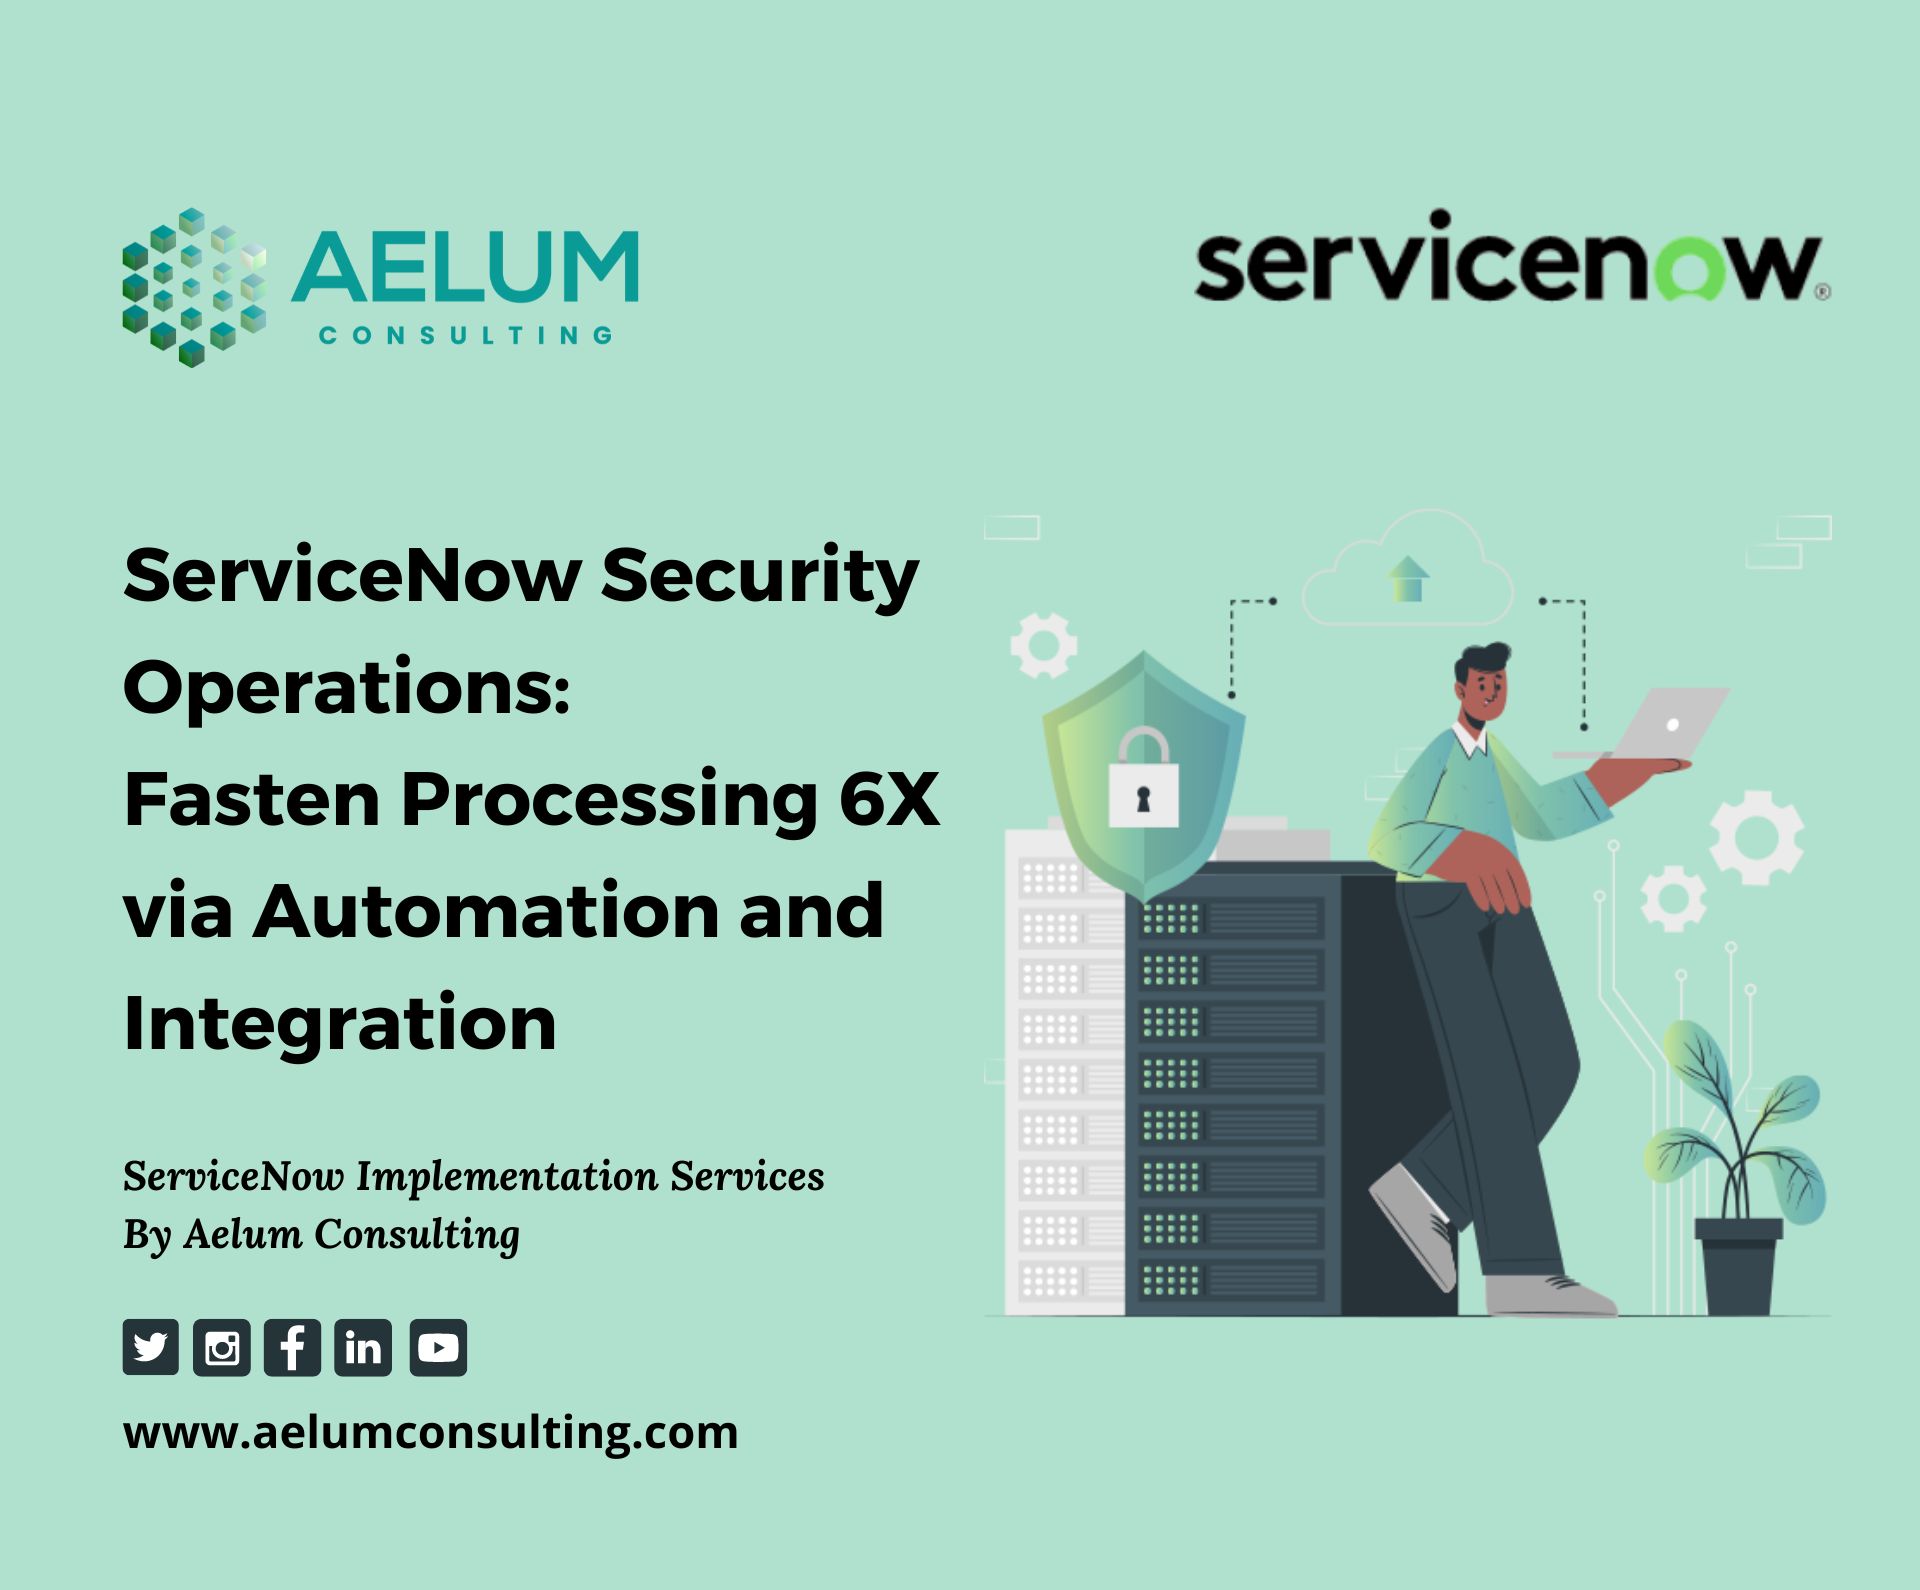 AELUM
CONSULTING
servicenow®
ServiceNow Security
Operations:
Fasten Processing 6X
via Automation and
Integration
ServiceNow Implementation Services
By Aelum Consulting
in
www.aelumconsulting.com